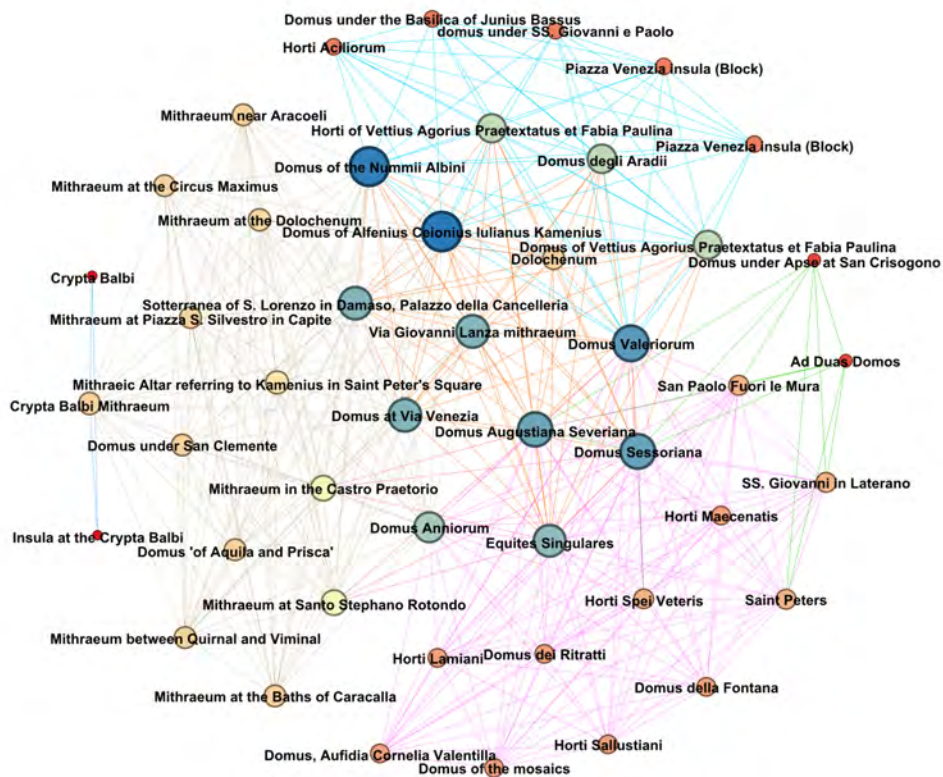 Domus under the Basilica of Junius Bassus
domus under SS. Giovanni e Paolo
Horti Aciliorum
Piazza Venezia Insula (Block)
Mithraeum near Aracoeli
Horti of Vettius Agorius Praetextatus et Fabia Paulina
Piazza Venezia Insula (Block)
Domus degli Aradii
Domus of the Nummii Albini
Mithraeum at the Circus Maximus
Mithraeum at the Dolochenum
Domus of Alfenius Ceionius Iulianus Kamenius
Domus of Vettius Agorius Praetextatus et Fabia Paulina
Dolochenum
Domus under Apse at San Crisogono
Crypta Balbi
Sotterranea of S. Lorenzo in Damaso, Palazzo della Cancelleria
Mithraeum at Piazza S. Silvestro in Capite
Via Giovanni Lanza mithraeum
Domus Valeriorum
Ad Duas Domos
Mithraeic Altar referring to Kamenius in Saint Peter's Square
San Paolo Fuori le Mura
Crypta Balbi Mithraeum
Domus at Via Venezia
Domus Augustiana Severiana
Domus under San Clemente
Domus Sessoriana
Mithraeum in the Castro Praetorio
SS. Giovanni in Laterano
Horti Maecenatis
Domus Anniorum
Insula at the Crypta Balbi
Equites Singulares
Domus 'of Aquila and Prisca'
Mithraeum at Santo Stephano Rotondo
Horti Spei Veteris
Saint Peters
Mithraeum between Quirnal and Viminal
Horti Lamiani
Domus dei Ritratti
Domus della Fontana
Mithraeum at the Baths of Caracalla
Horti Sallustiani
Domus, Aufidia Cornelia Valentilla
Domus of the mosaics